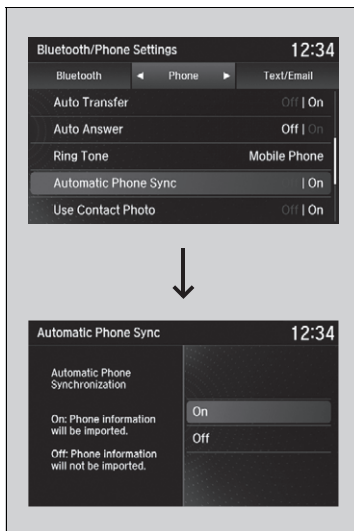 Bluetooth/Phone Settings 12:34
Bluetooth ◄ Phone ► Text/Email
Auto Transfer Off | On
Auto Answer Off | On
Ring Tone Mobile Phone
Automatic Phone Sync | On
Use Contact Photo Off | On
Automatic Phone Sync 12:34
Automatic Phone
Synchronization
On: Phone information
will be imported.
Off: Phone information
will not be imported.
On
Off